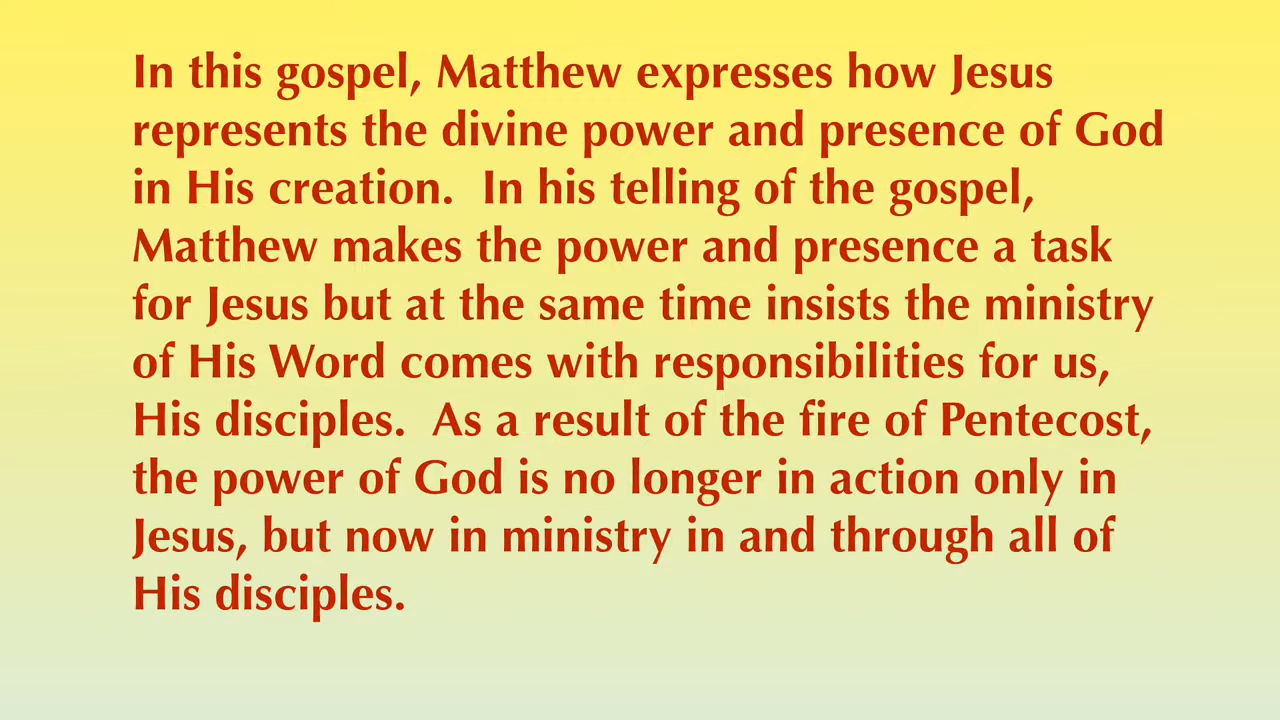 In this gospel, Matthew expresses how Jesus
represents the divine power and presence of God
in His creation.  In his telling of the gospel,
Matthew makes the power and presence a task
for Jesus but at the same time insists the ministry
of His Word comes with responsibilities for us,
His disciples.  As a result of the fire of Pentecost,
the power of God is no longer in action only in
Jesus, but now in ministry in and through all of
His disciples.